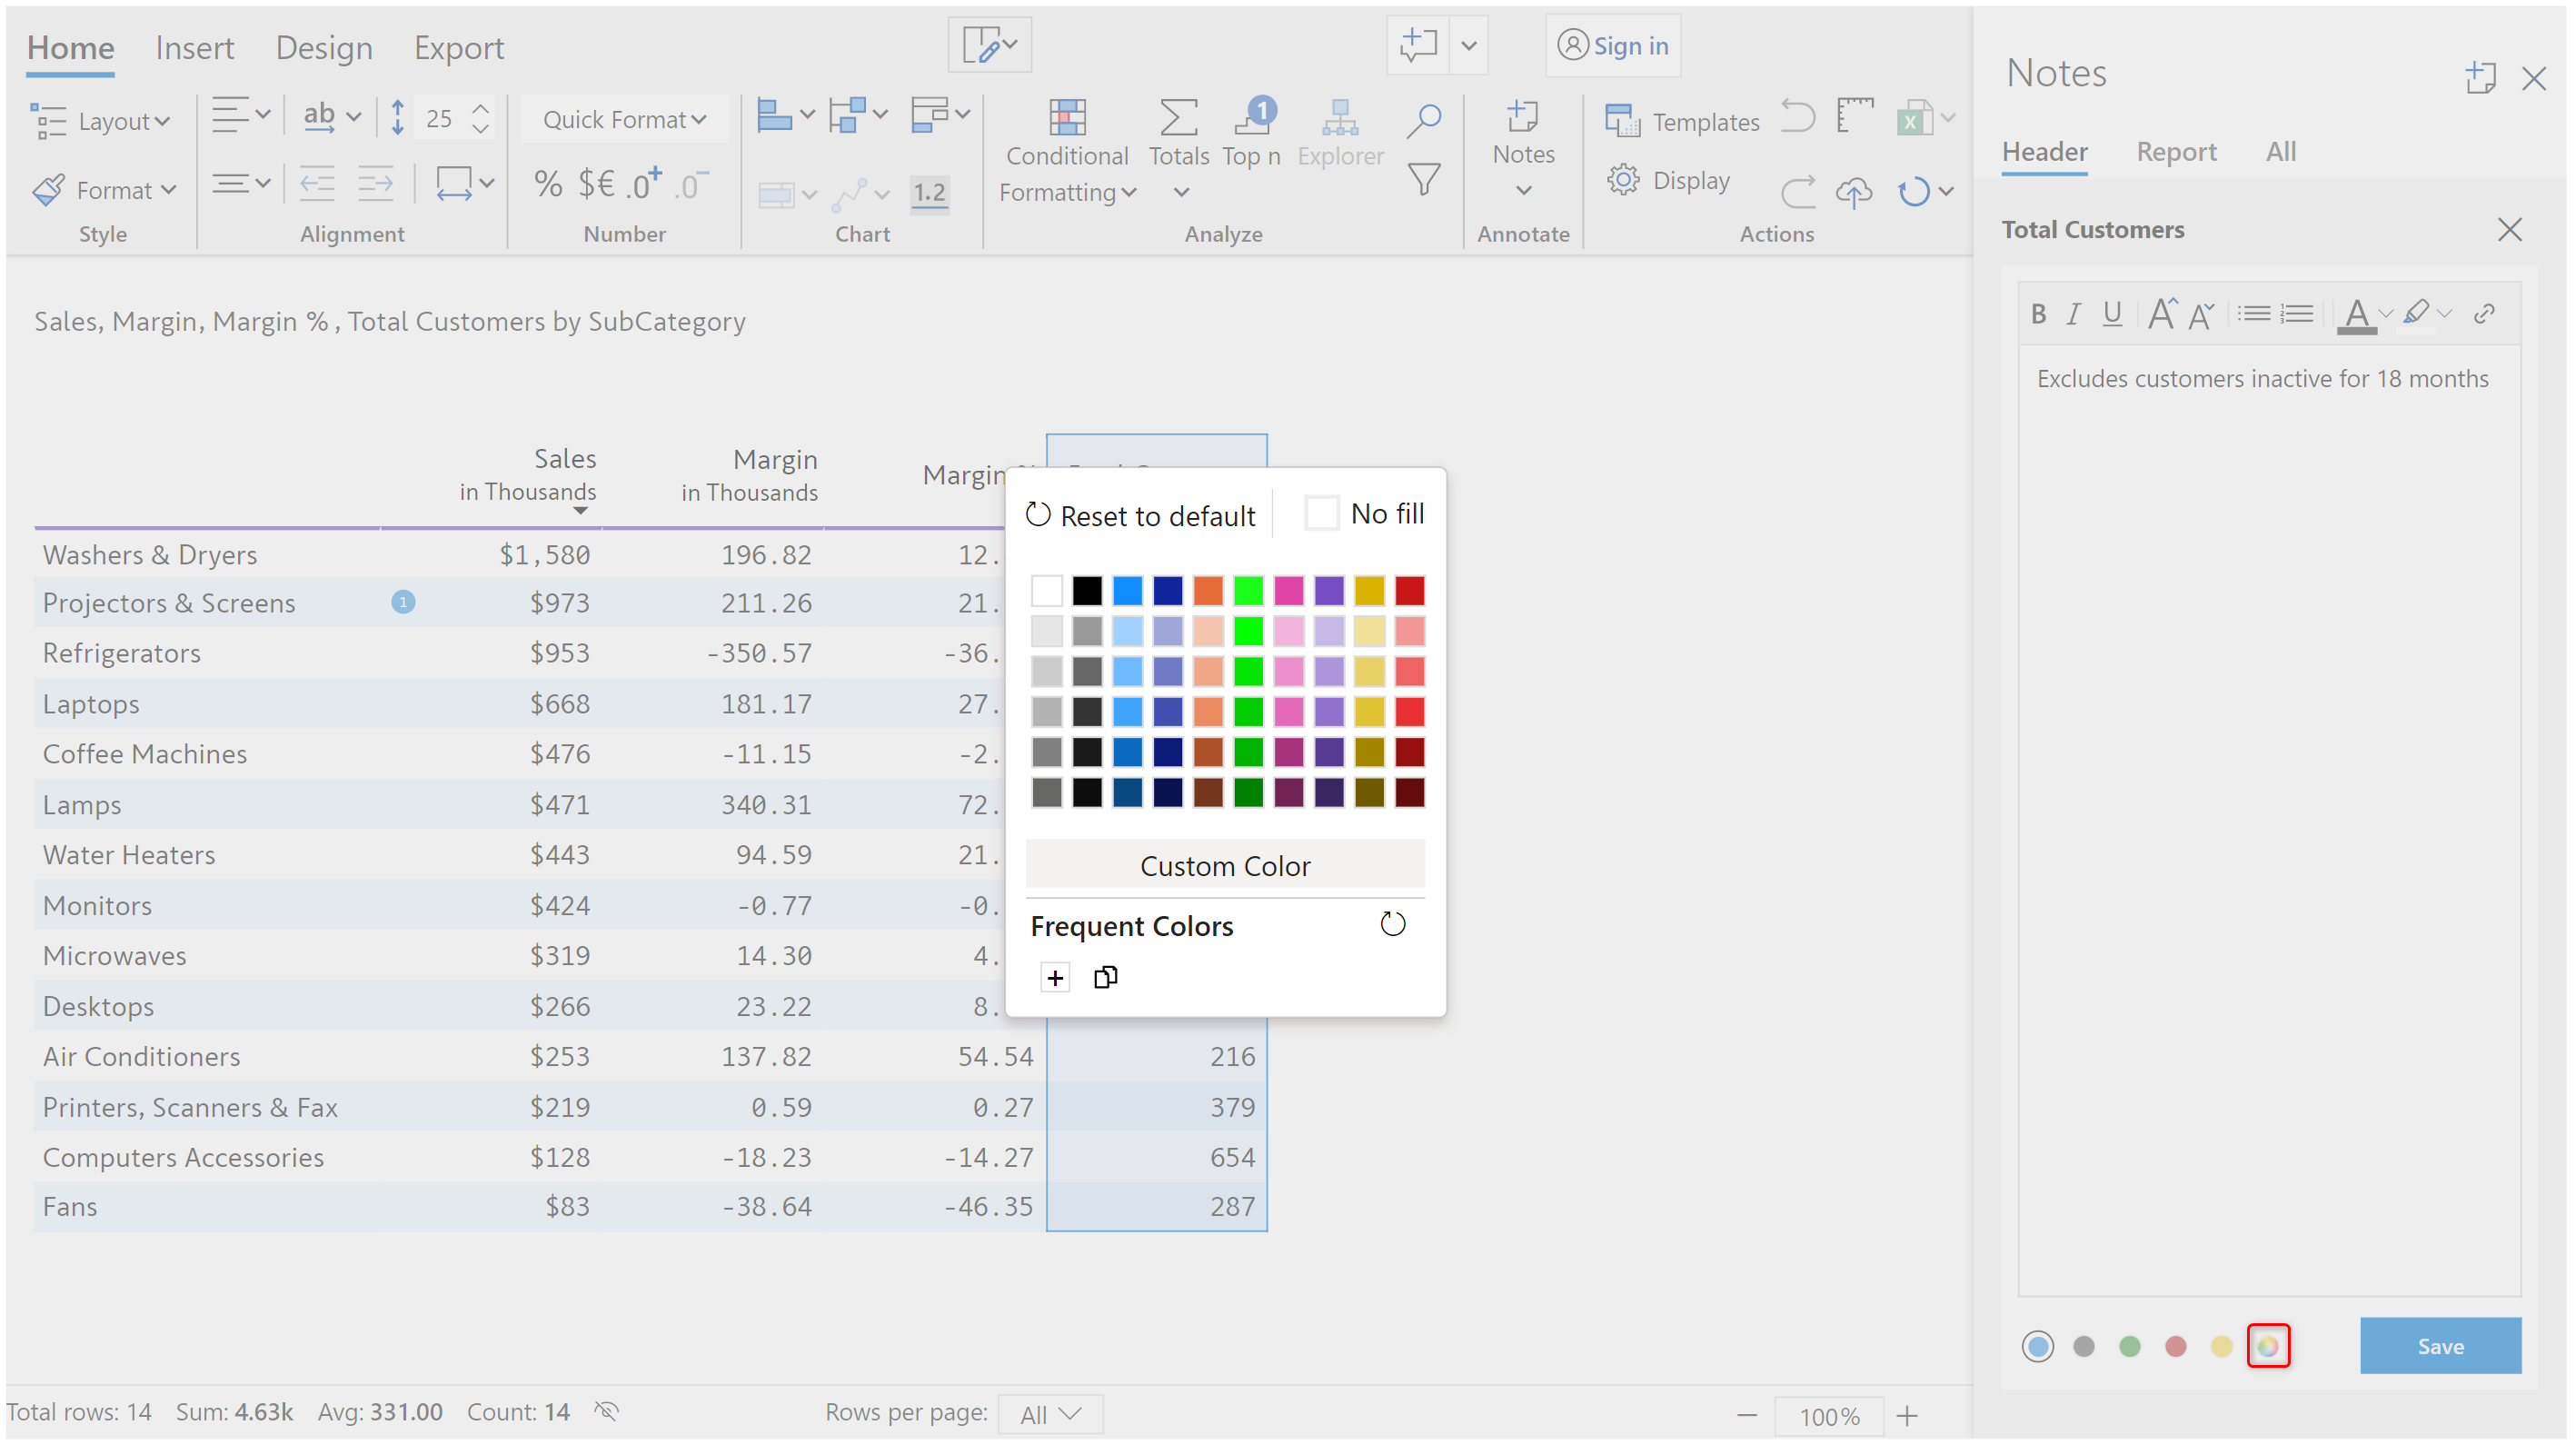 Home Insert Design Export
Sign in
Layout ab 25 Quick Format
Conditional Formatting Totals Top n 1 Explorer Notes Templates
Format % $€ .0+ .0- 1.2 Display
Style Alignment Number Chart Analyze Annotate Actions
Sales, Margin, Margin % , Total Customers by SubCategory
Sales in Thousands Margin in Thousands Margin
Washers & Dryers $1,580 196.82 12.
Projectors & Screens 1 $973 211.26 21.
Refrigerators $953 -350.57 -36.
Laptops $668 181.17 27.
Coffee Machines $476 -11.15 -2.
Lamps $471 340.31 72.
Water Heaters $443 94.59 21.
Monitors $424 -0.77 -0.
Microwaves $319 14.30 4.
Desktops $266 23.22 8.
Air Conditioners $253 137.82 54.54 216
Printers, Scanners & Fax $219 0.59 0.27 379
Computers Accessories $128 -18.23 -14.27 654
Fans $83 -38.64 -46.35 287
Reset to default No fill
Custom Color
Frequent Colors
Total rows: 14 Sum: 4.63k Avg: 331.00 Count: 14 Rows per page: All 100%
Notes
Header Report All
Total Customers
B I U A A A
Excludes customers inactive for 18 months
Save